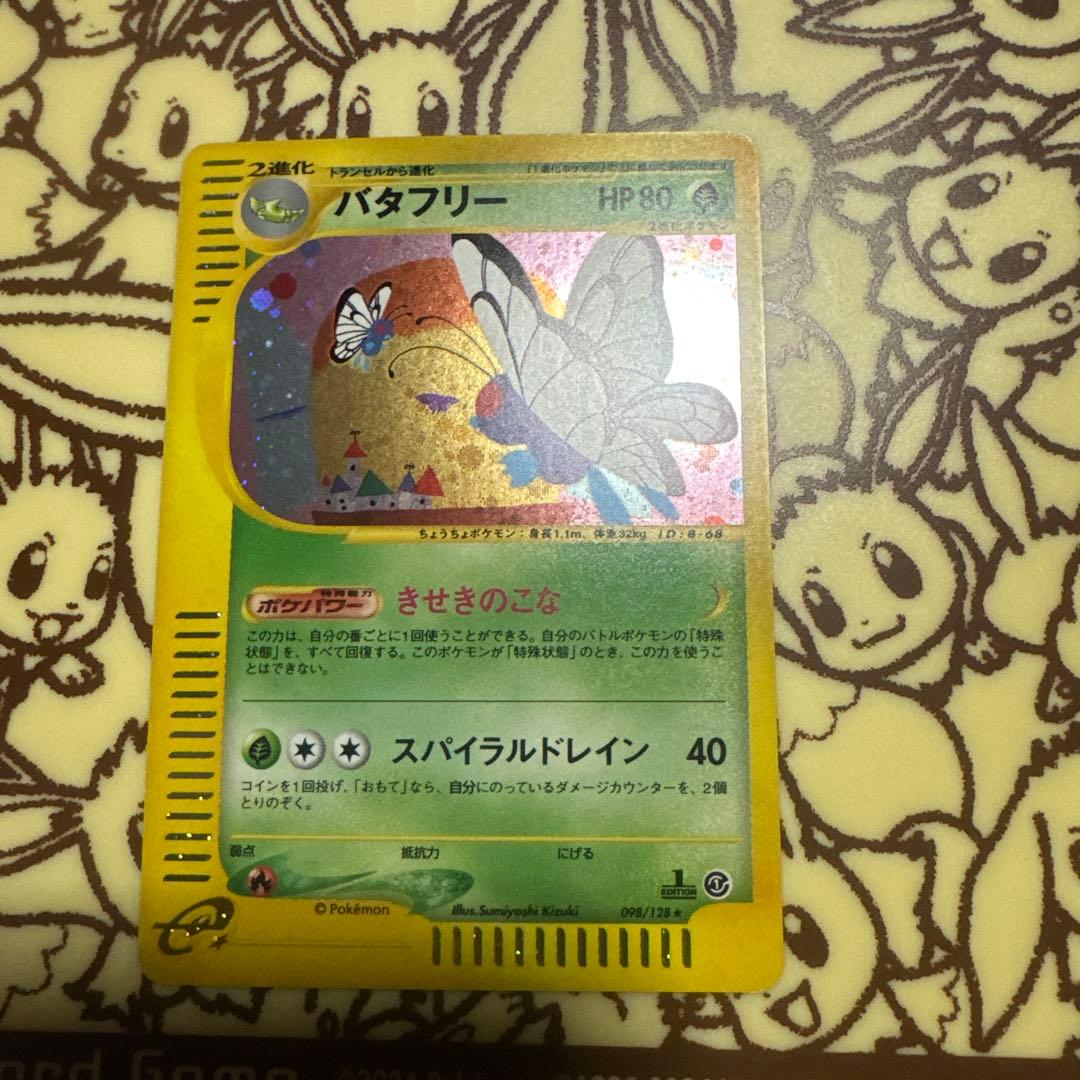 2進化 トランセルから進化
バタフリー HP80
ちょうちょポケモン：身長1.1m、体重32kg ID:B-68
特殊能力
ポケパワー きせきのこな
この力は、自分の番ごとに1回使うことができる。自分のバトルポケモンの「特殊
状態」を、すべて回復する。このポケモンが「特殊状態」のとき、この力を使うこ
とはできない。
スパイラルドレイン 40
コインを1回投げ、「おもて」なら、自分にのっているダメージカウンターを、2個
とりのぞく。
弱点 抵抗力 にげる
1
EDITION
©Pokémon Illus.Sumiyoshi Kizuki 098/128★
e
Card Game